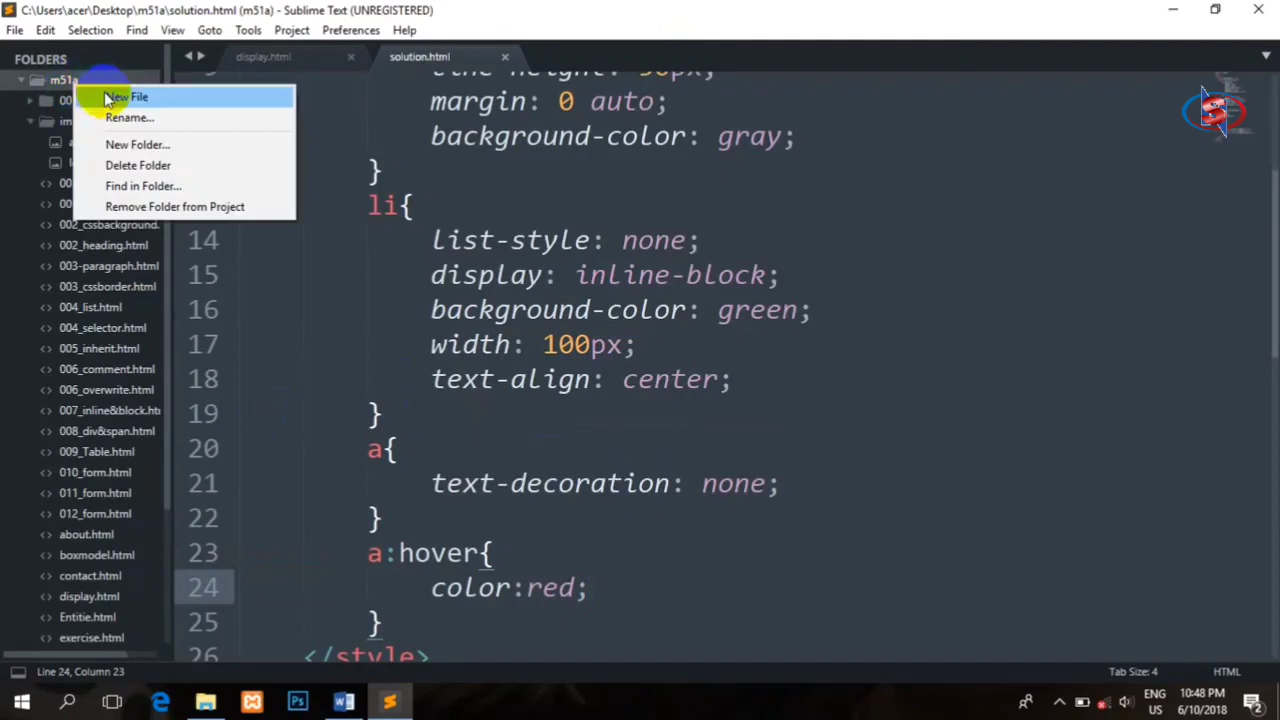 C:\Users\acer\Desktop\m51a\solution.html (m51a) - Sublime Text (UNREGISTERED)
File Edit Selection Find View Goto Tools Project Preferences Help
FOLDERS
display.html
solution.html
m51a
New File
Rename...
New Folder...
Delete Folder
Find in Folder...
Remove Folder from Project
002_cssbackground.
002_heading.html
003-paragraph.html
003_cssborder.html
004_list.html
004_selector.html
005_inherit.html
006_comment.html
006_overwrite.html
007_inline&block.ht
008_div&span.html
009_Table.html
010_form.html
011_form.html
012_form.html
about.html
boxmodel.html
contact.html
display.html
Entitie.html
exercise.html
margin: 0 auto;
background-color: gray;
}
li{
14 list-style: none;
15 display: inline-block;
16 background-color: green;
17 width: 100px;
18 text-align: center;
19 }
20 a{
21 text-decoration: none;
22 }
23 a:hover{
24 color:red;
25 }
26 </style>
Line 24, Column 23
Tab Size: 4
HTML
ENG
US
10:48 PM
6/10/2018
2